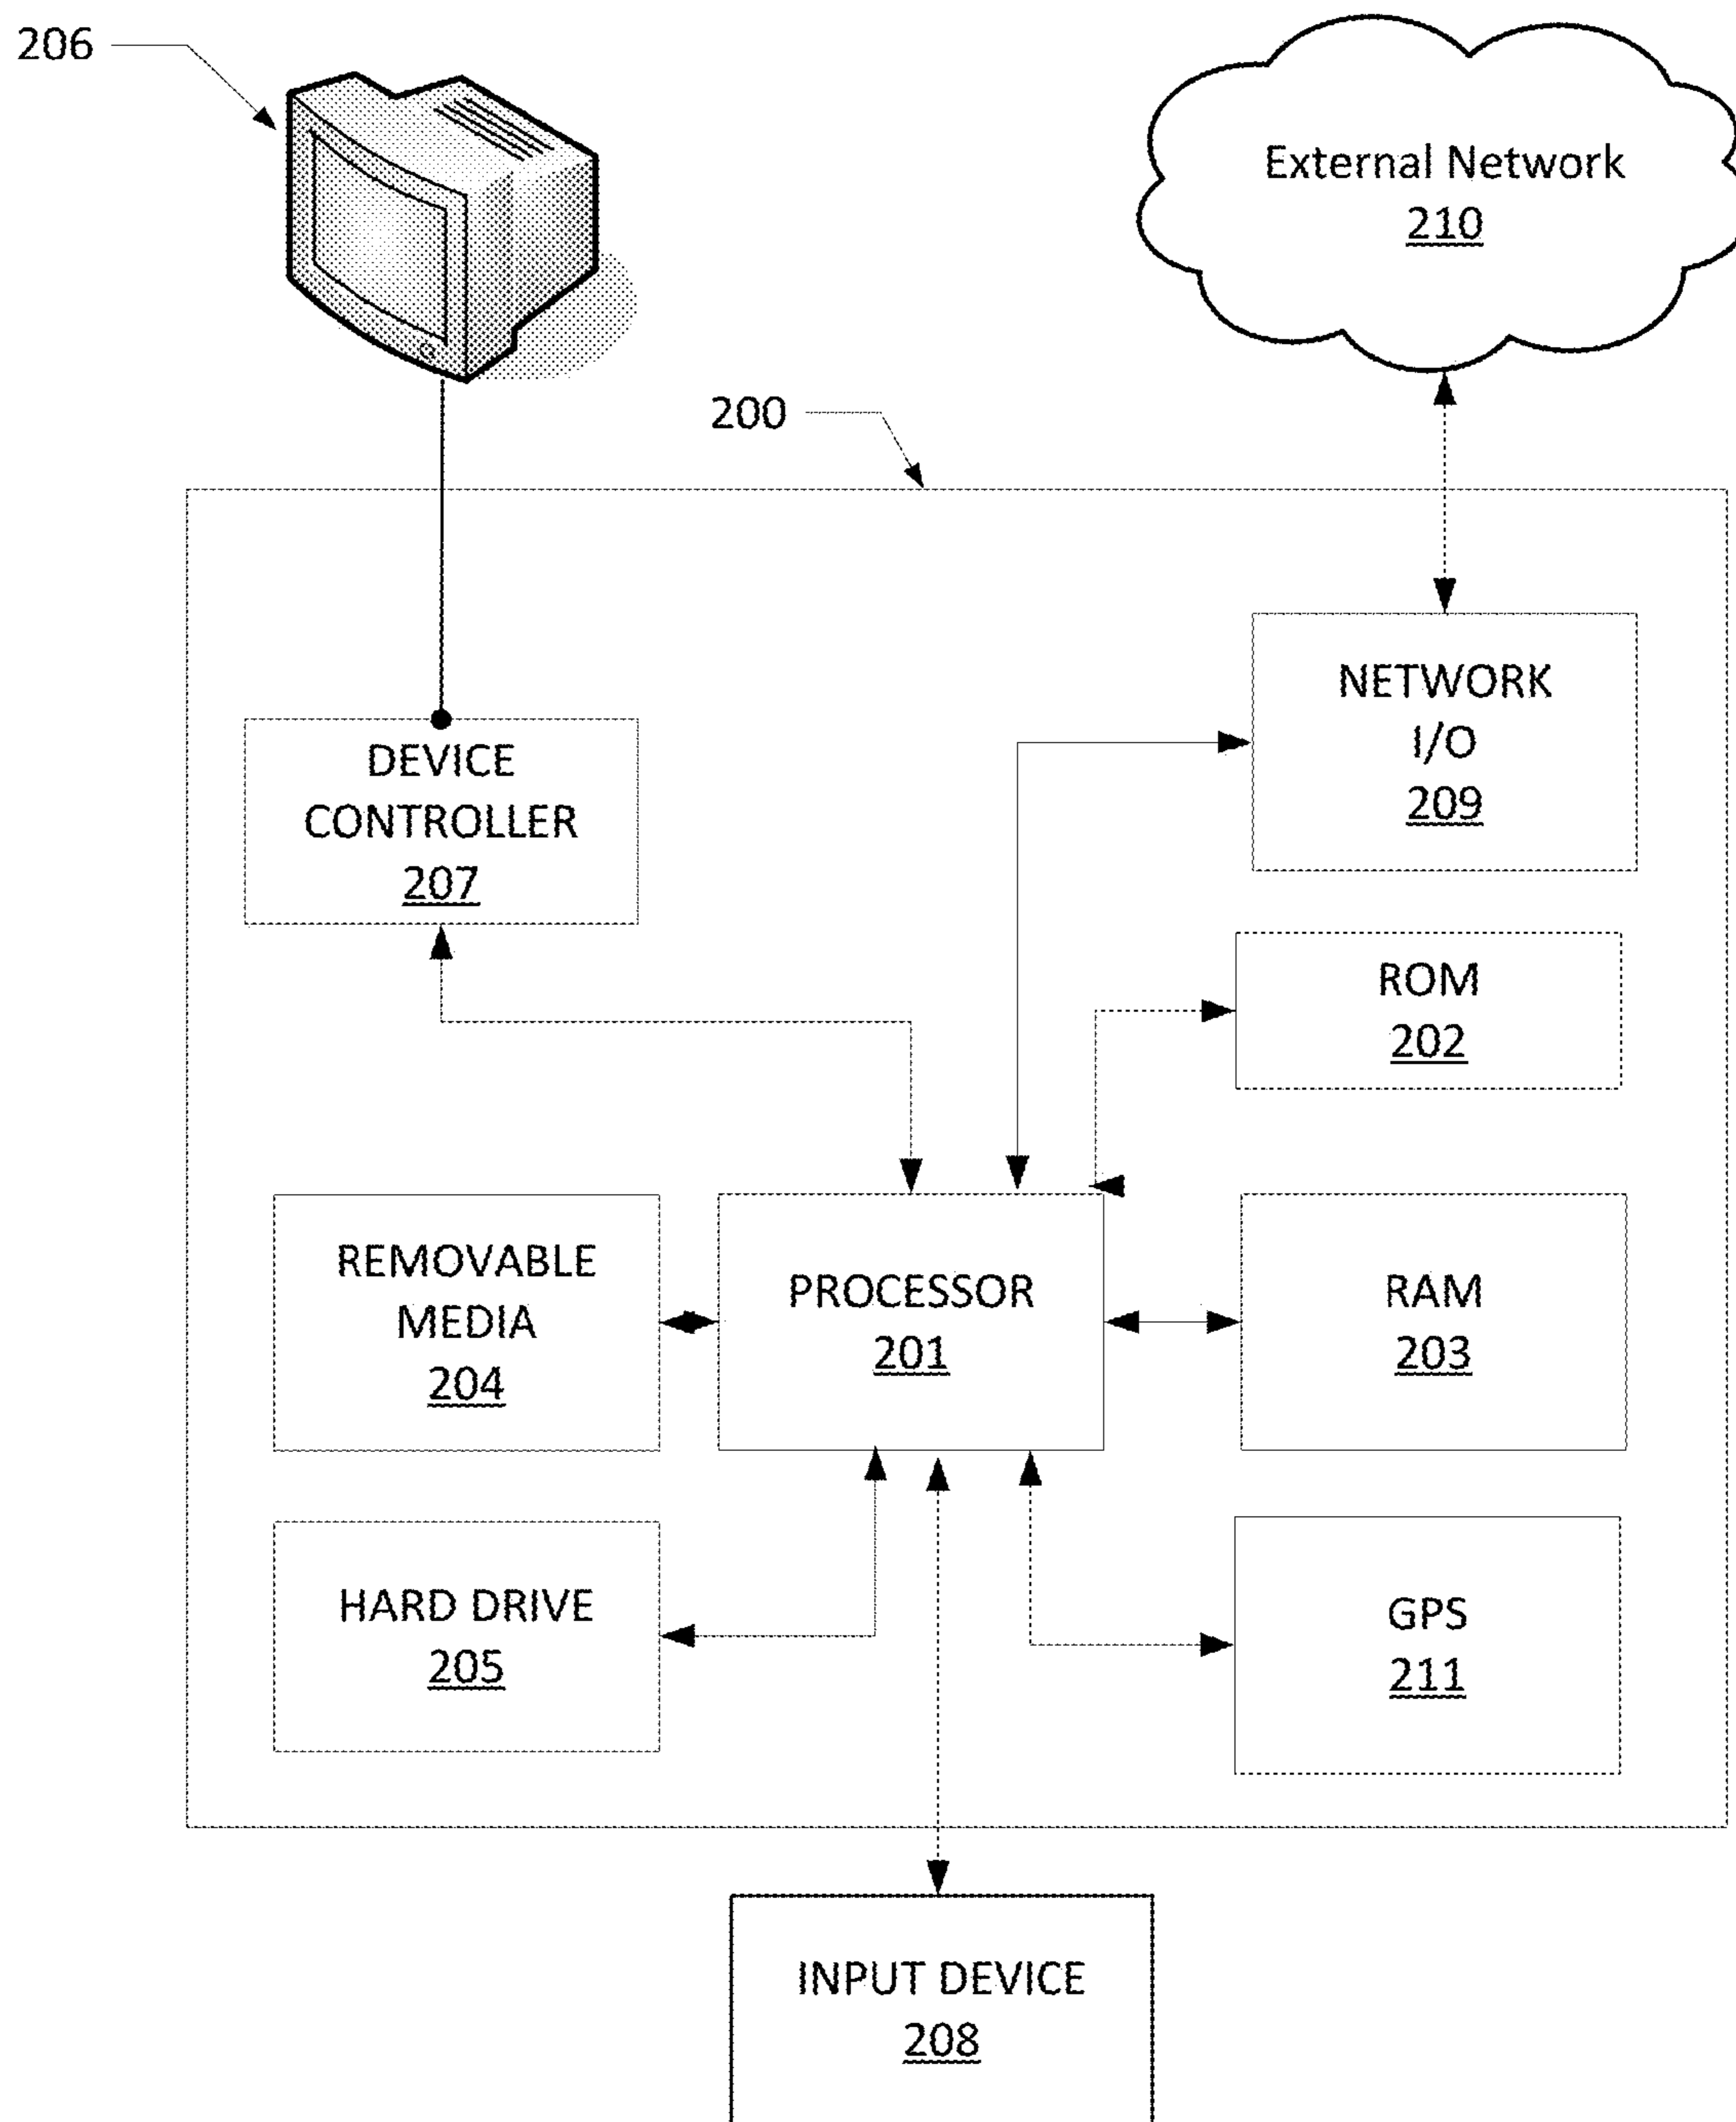 206
External Network
210
200
NETWORK
I/O
209
DEVICE
CONTROLLER
207
ROM
202
REMOVABLE
MEDIA
204
PROCESSOR
201
RAM
203
HARD DRIVE
205
GPS
211
INPUT DEVICE
208